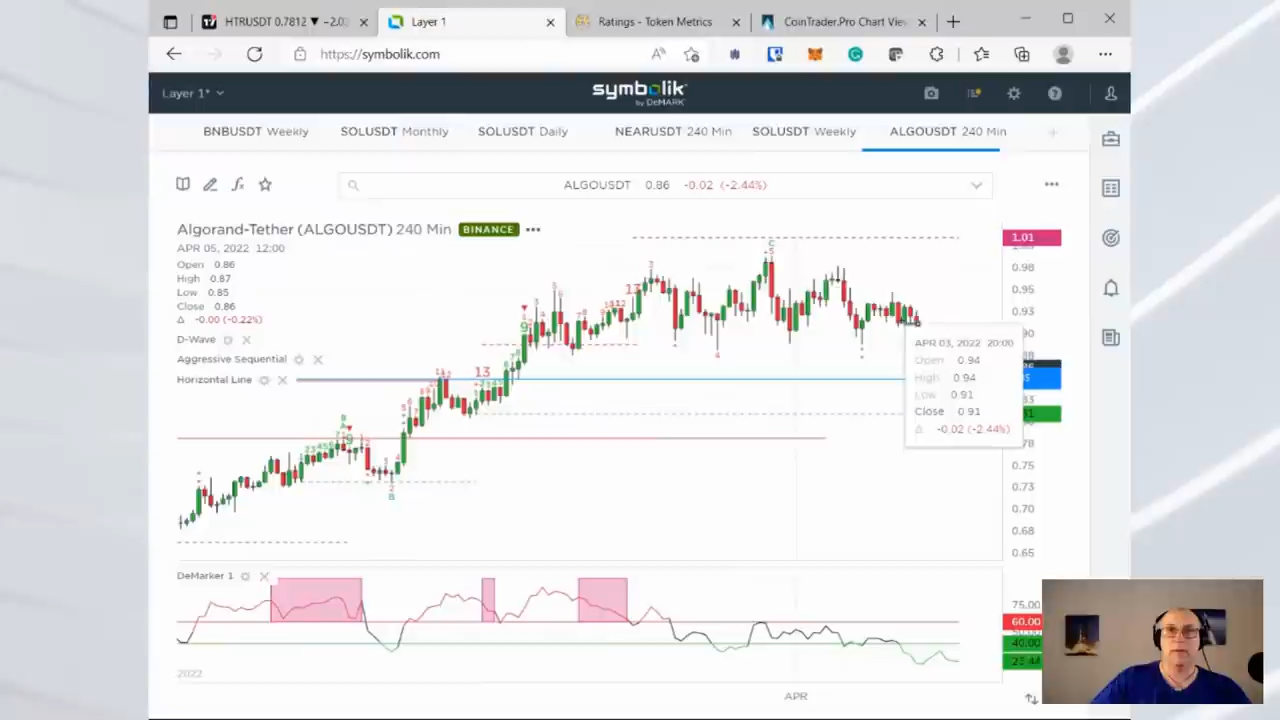 HTRUSDT 0.7812 ▼ −2.0
Layer 1
Ratings - Token Metrics
CoinTrader.Pro Chart Vie
https://symbolik.com
Layer 1*
symbolik
by DeMARK
BNBUSDT Weekly
SOLUSDT Monthly
SOLUSDT Daily
NEARUSDT 240 Min
SOLUSDT Weekly
ALGOUSDT 240 Min
ALGOUSDT 0.86 -0.02 (-2.44%)
Algorand-Tether (ALGOUSDT) 240 Min BINANCE
APR 05, 2022 12:00
Open 0.86
High 0.87
Low 0.85
Close 0.86
Δ -0.00 (-0.22%)
D-Wave
Aggressive Sequential
Horizontal Line
13
13
9
9
APR 03, 2022 20:00
Open 0.94
High 0.94
Low 0.91
Close 0.91
Δ -0.02 (-2.44%)
1.01
0.98
0.95
0.93
0.90
0.75
0.73
0.70
0.68
0.65
DeMarker 1
75.00
60.00
40.00
2022
APR